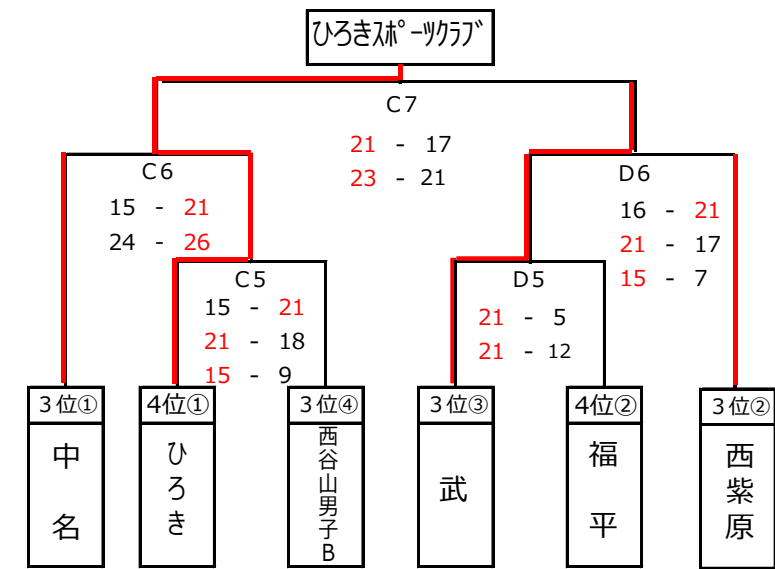 ひろきスポーツクラブ
C7
21 - 17
23 - 21
C6
15 - 21
24 - 26
D6
16 - 21
21 - 17
15 - 7
C5
15 - 21
21 - 18
15 - 9
D5
21 - 5
21 - 12
3位① 4位① 3位④ 3位③ 4位② 3位②
中名
ひろき
西谷山男子B
武
福平
西紫原